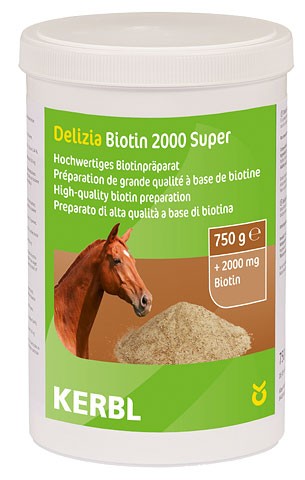 Delizia Biotin 2000 Super
Hochwertiges Biotinpräparat
Préparation de grande qualité à base de biotine
High-quality biotin preparation
Preparato di alta qualità a base di biotina
750 g ℮
+ 2000 mg
Biotin
KERBL